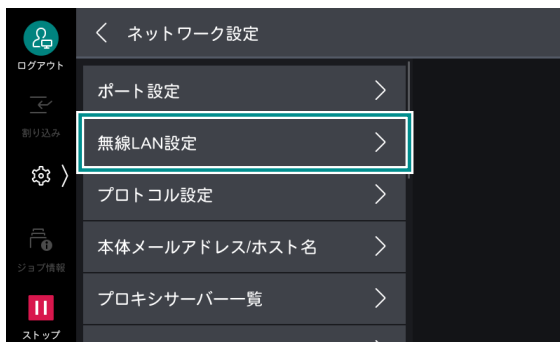 ネットワーク設定
ログアウト
ポート設定
割り込み
無線LAN設定
プロトコル設定
本体メールアドレス/ホスト名
ジョブ情報
プロキシサーバー一覧
ストップ